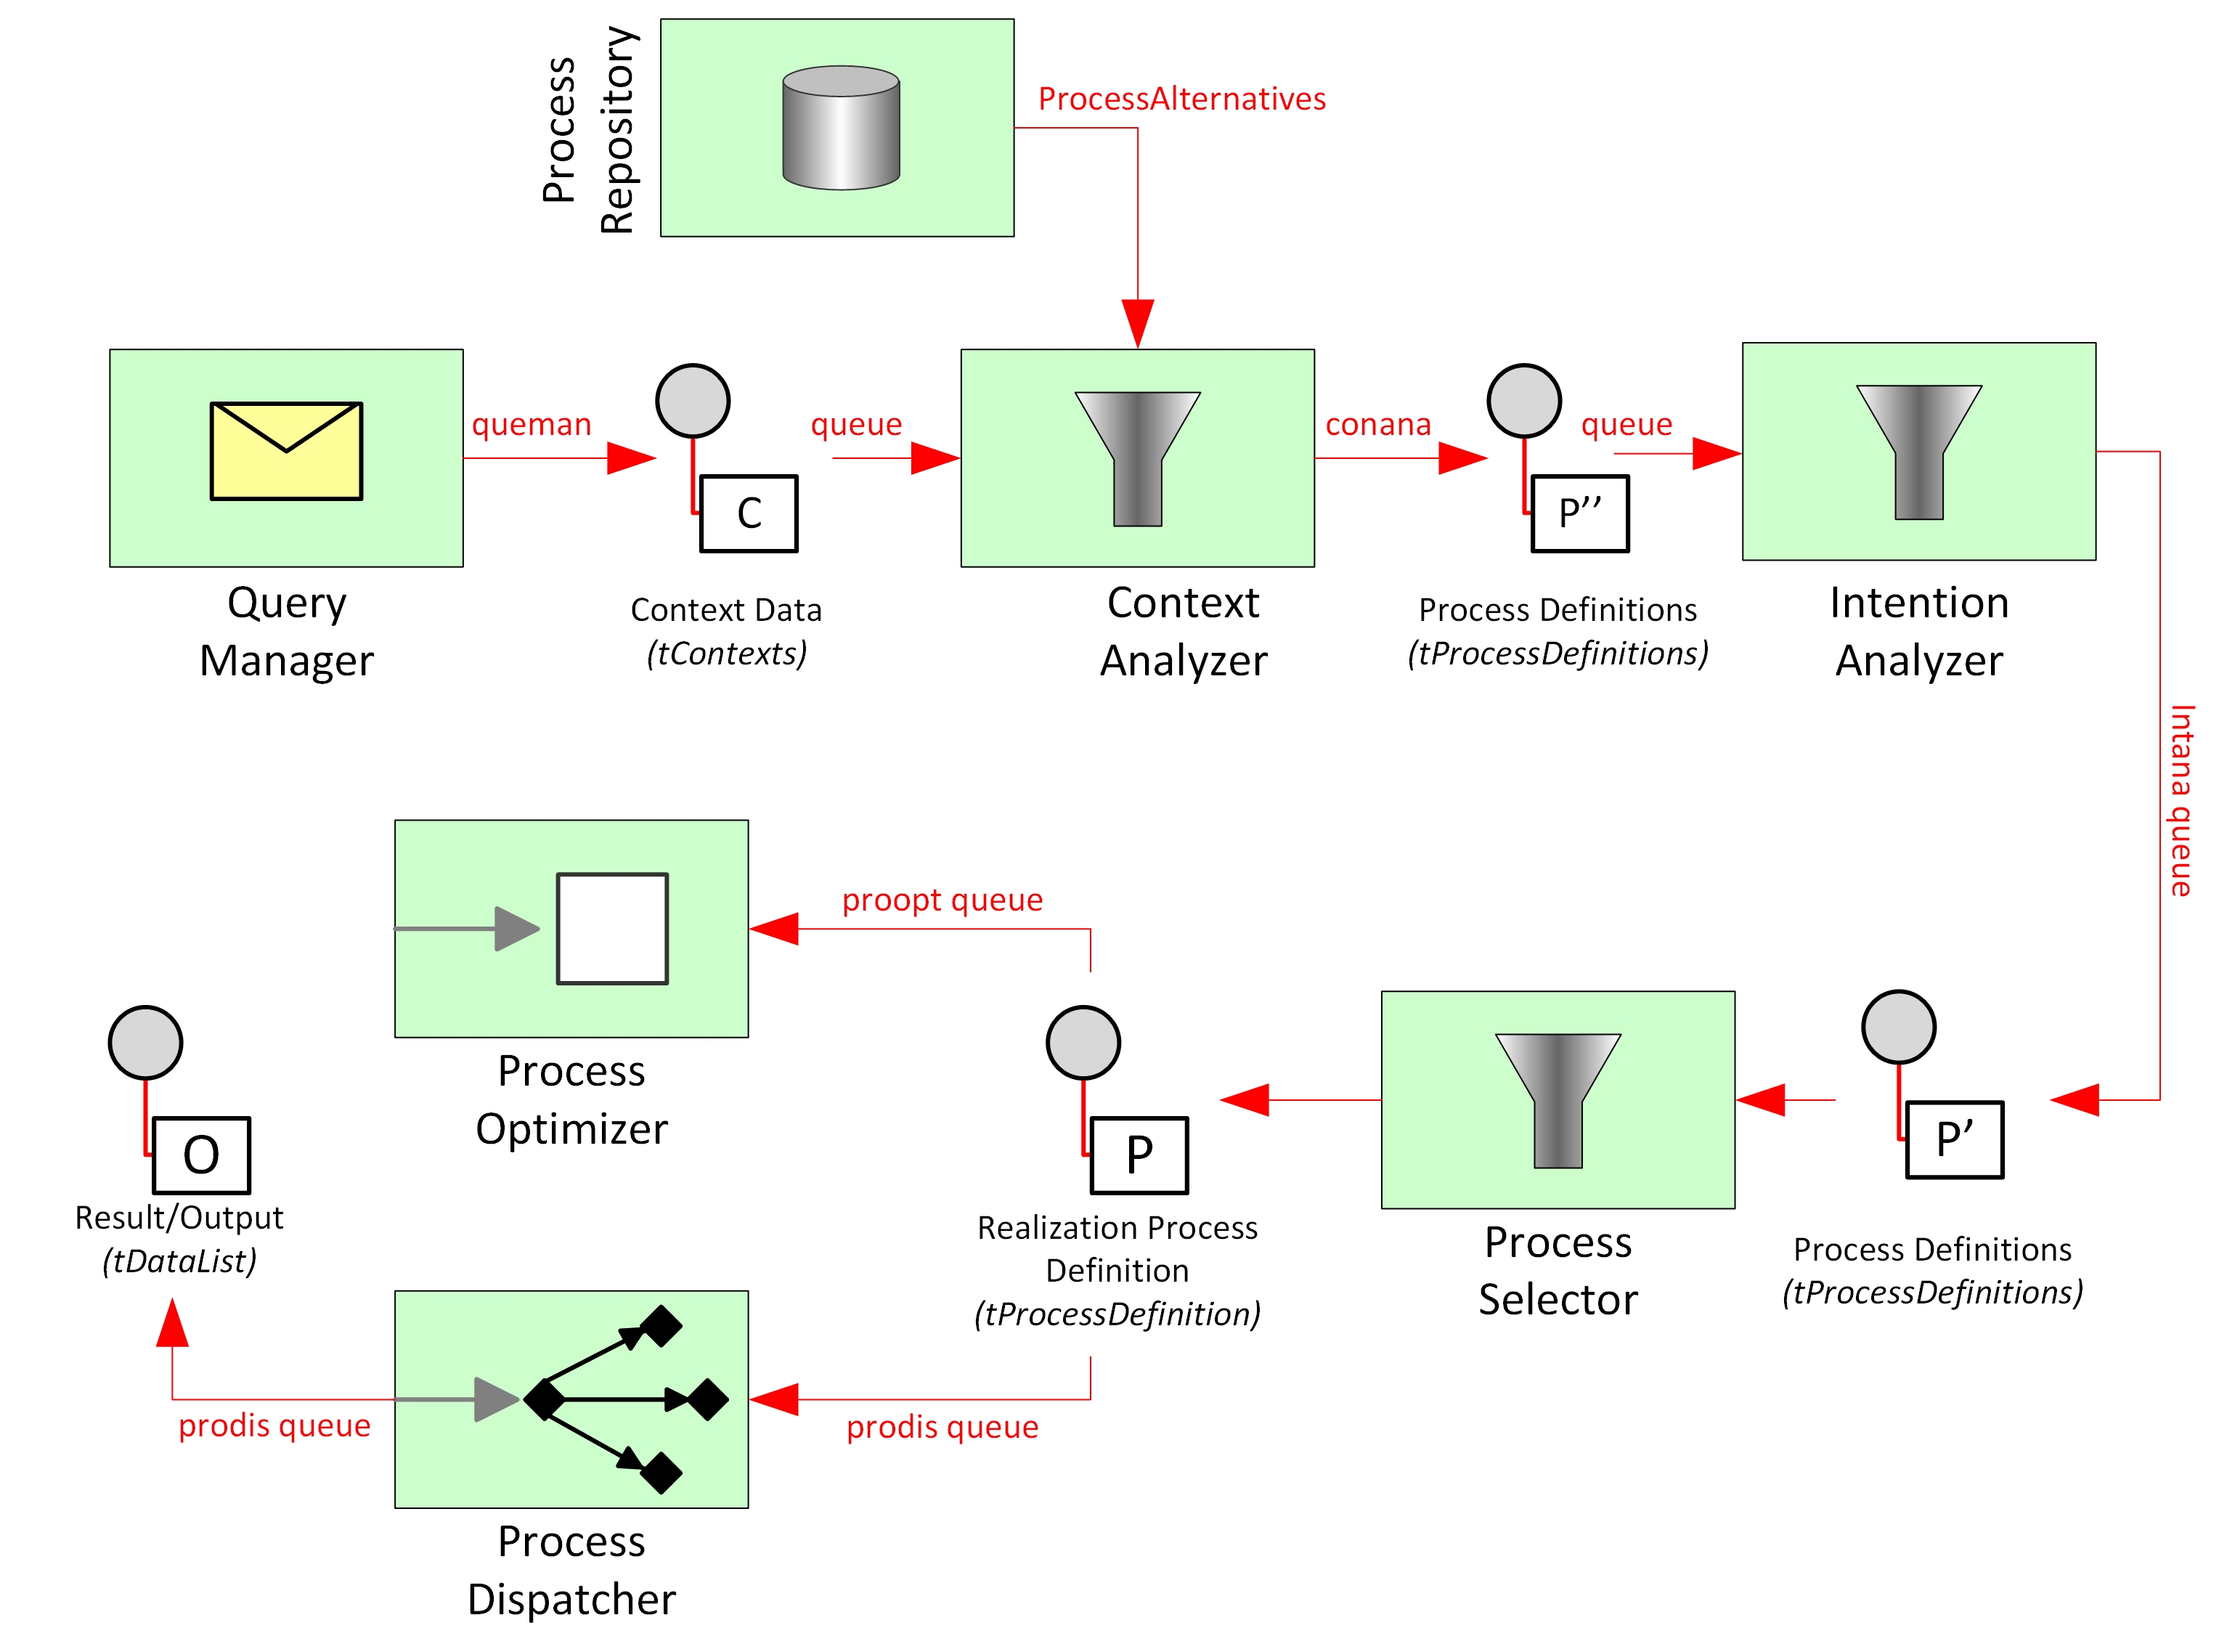 Process
Repository
ProcessAlternatives
queman
queue
conana
queue
C
P’’
Query
Manager
Context Data
(tContexts)
Context
Analyzer
Process Definitions
(tProcessDefinitions)
Intention
Analyzer
Intana queue
proopt queue
Process
Optimizer
O
Result/Output
(tDataList)
P
Realization Process
Definition
(tProcessDefinition)
Process
Selector
P’
Process Definitions
(tProcessDefinitions)
prodis queue
prodis queue
Process
Dispatcher